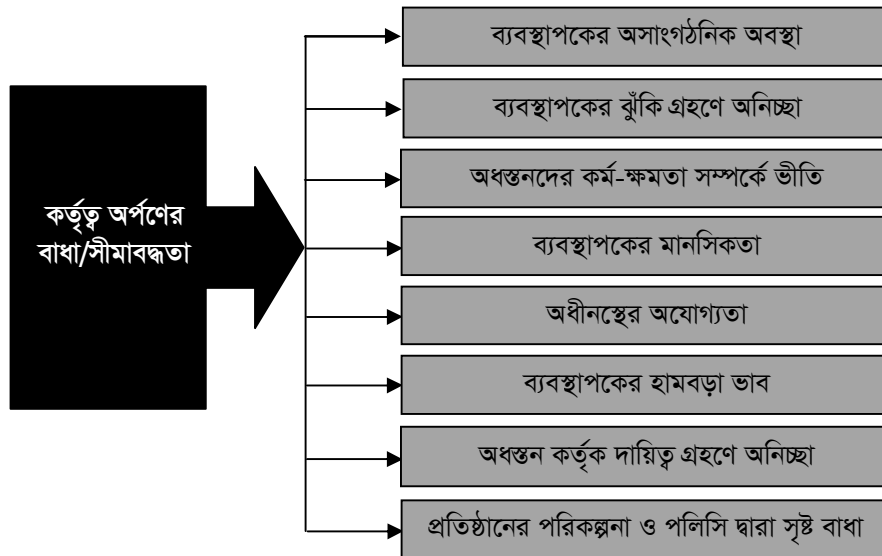 কর্তৃত্ব অর্পণের
বাধা/সীমাবদ্ধতা
ব্যবস্থাপকের অসাংগঠনিক অবস্থা
ব্যবস্থাপকের ঝুঁকি গ্রহণে অনিচ্ছা
অধস্তনদের কর্ম-ক্ষমতা সম্পর্কে ভীতি
ব্যবস্থাপকের মানসিকতা
অধীনস্থের অযোগ্যতা
ব্যবস্থাপকের হামবড়া ভাব
অধস্তন কর্তৃক দায়িত্ব গ্রহণে অনিচ্ছা
প্রতিষ্ঠানের পরিকল্পনা ও পলিসি দ্বারা সৃষ্ট বাধা